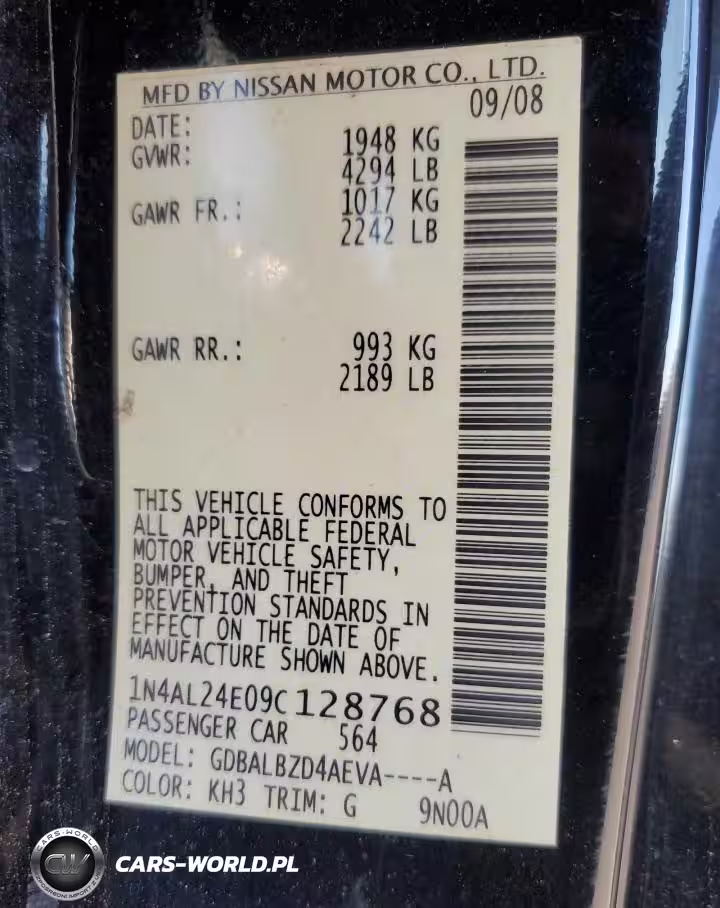 MFD BY NISSAN MOTOR CO., LTD.
DATE: 09/08
GVWR: 1948 KG
4294 LB
GAWR FR.: 1017 KG
2242 LB
GAWR RR.: 993 KG
2189 LB
THIS VEHICLE CONFORMS TO
ALL APPLICABLE FEDERAL
MOTOR VEHICLE SAFETY,
BUMPER, AND THEFT
PREVENTION STANDARDS IN
EFFECT ON THE DATE OF
MANUFACTURE SHOWN ABOVE.
1N4AL24E09C128768
PASSENGER CAR 564
MODEL: GDBALBZD4AEVA----A
COLOR: KH3 TRIM: G 9N00A
CARS-WORLD
CW
CARS-WORLD.PL